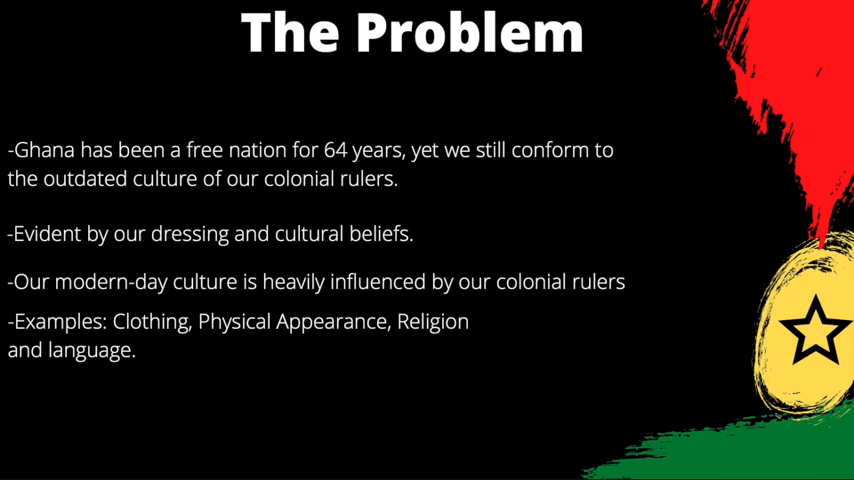 The Problem
-Ghana has been a free nation for 64 years, yet we still conform to
the outdated culture of our colonial rulers.
-Evident by our dressing and cultural beliefs.
-Our modern-day culture is heavily influenced by our colonial rulers
-Examples: Clothing, Physical Appearance, Religion
and language.